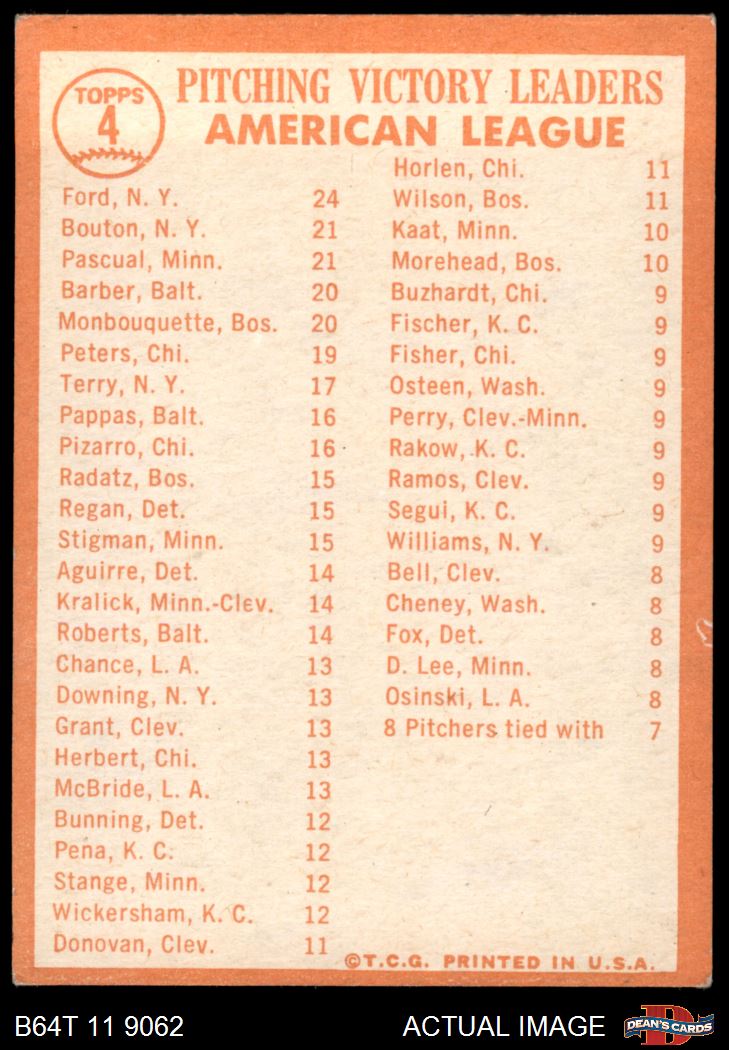 TOPPS
4
PITCHING VICTORY LEADERS
AMERICAN LEAGUE
Ford, N. Y. 24
Bouton, N. Y. 21
Pascual, Minn. 21
Barber, Balt. 20
Monbouquette, Bos. 20
Peters, Chi. 19
Terry, N. Y. 17
Pappas, Balt. 16
Pizarro, Chi. 16
Radatz, Bos. 15
Regan, Det. 15
Stigman, Minn. 15
Aguirre, Det. 14
Kralick, Minn.-Clev. 14
Roberts, Balt. 14
Chance, L. A. 13
Downing, N. Y. 13
Grant, Clev. 13
Herbert, Chi. 13
McBride, L. A. 13
Bunning, Det. 12
Pena, K. C. 12
Stange, Minn. 12
Wickersham, K. C. 12
Donovan, Clev. 11
Horlen, Chi. 11
Wilson, Bos. 11
Kaat, Minn. 10
Morehead, Bos. 10
Buzhardt, Chi. 9
Fischer, K. C. 9
Fisher, Chi. 9
Osteen, Wash. 9
Perry, Clev.-Minn. 9
Rakow, K. C. 9
Ramos, Clev. 9
Segui, K. C. 9
Williams, N. Y. 9
Bell, Clev. 8
Cheney, Wash. 8
Fox, Det. 8
D. Lee, Minn. 8
Osinski, L. A. 8
8 Pitchers tied with 7
©T.C.G. PRINTED IN U.S.A.
B64T 11 9062
ACTUAL IMAGE
D
DEAN'S CARDS